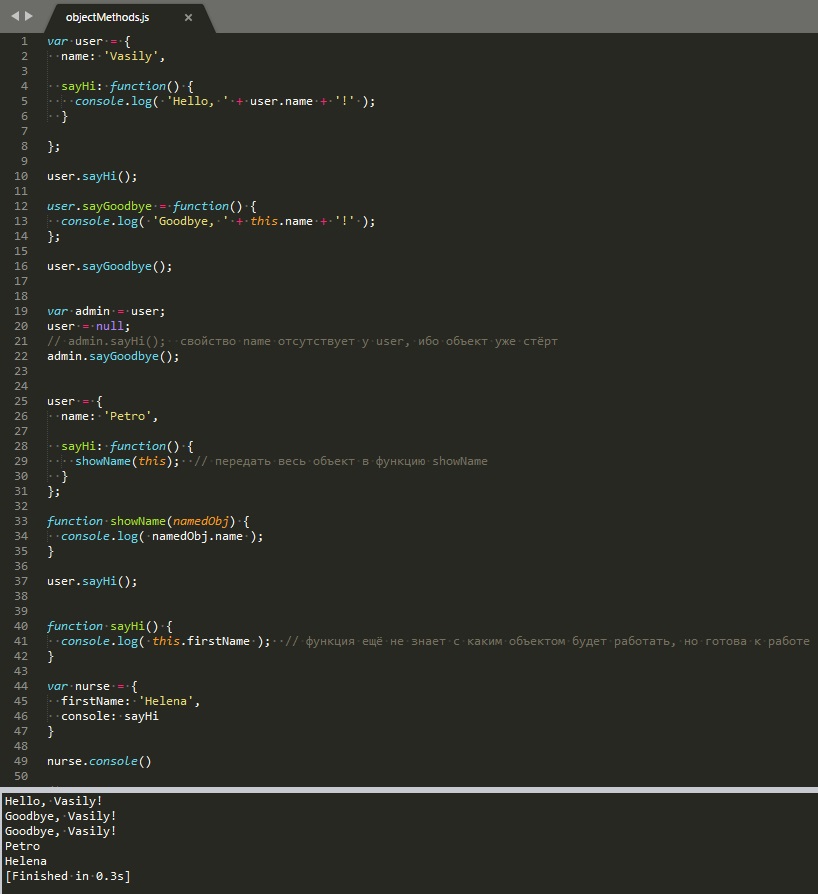 objectMethods.js
1 var user = {
2   name: 'Vasily',
3
4   sayHi: function() {
5     console.log( 'Hello, ' + user.name + '!' );
6   }
7
8 };
9
10 user.sayHi();
11
12 user.sayGoodbye = function() {
13   console.log( 'Goodbye, ' + this.name + '!' );
14 };
15
16 user.sayGoodbye();
17
18
19 var admin = user;
20 user = null;
21 // admin.sayHi();  свойство name отсутствует у user, ибо объект уже стёрт
22 admin.sayGoodbye();
23
24
25 user = {
26   name: 'Petro',
27
28   sayHi: function() {
29     showName(this);  // передать весь объект в функцию showName
30   }
31 };
32
33 function showName(namedObj) {
34   console.log( namedObj.name );
35 }
36
37 user.sayHi();
38
39
40 function sayHi() {
41   console.log( this.firstName );  // функция ещё не знает с каким объектом будет работать, но готова к работе
42 }
43
44 var nurse = {
45   firstName: 'Helena',
46   console: sayHi
47 }
48
49 nurse.console()
50
Hello, Vasily!
Goodbye, Vasily!
Goodbye, Vasily!
Petro
Helena
[Finished in 0.3s]